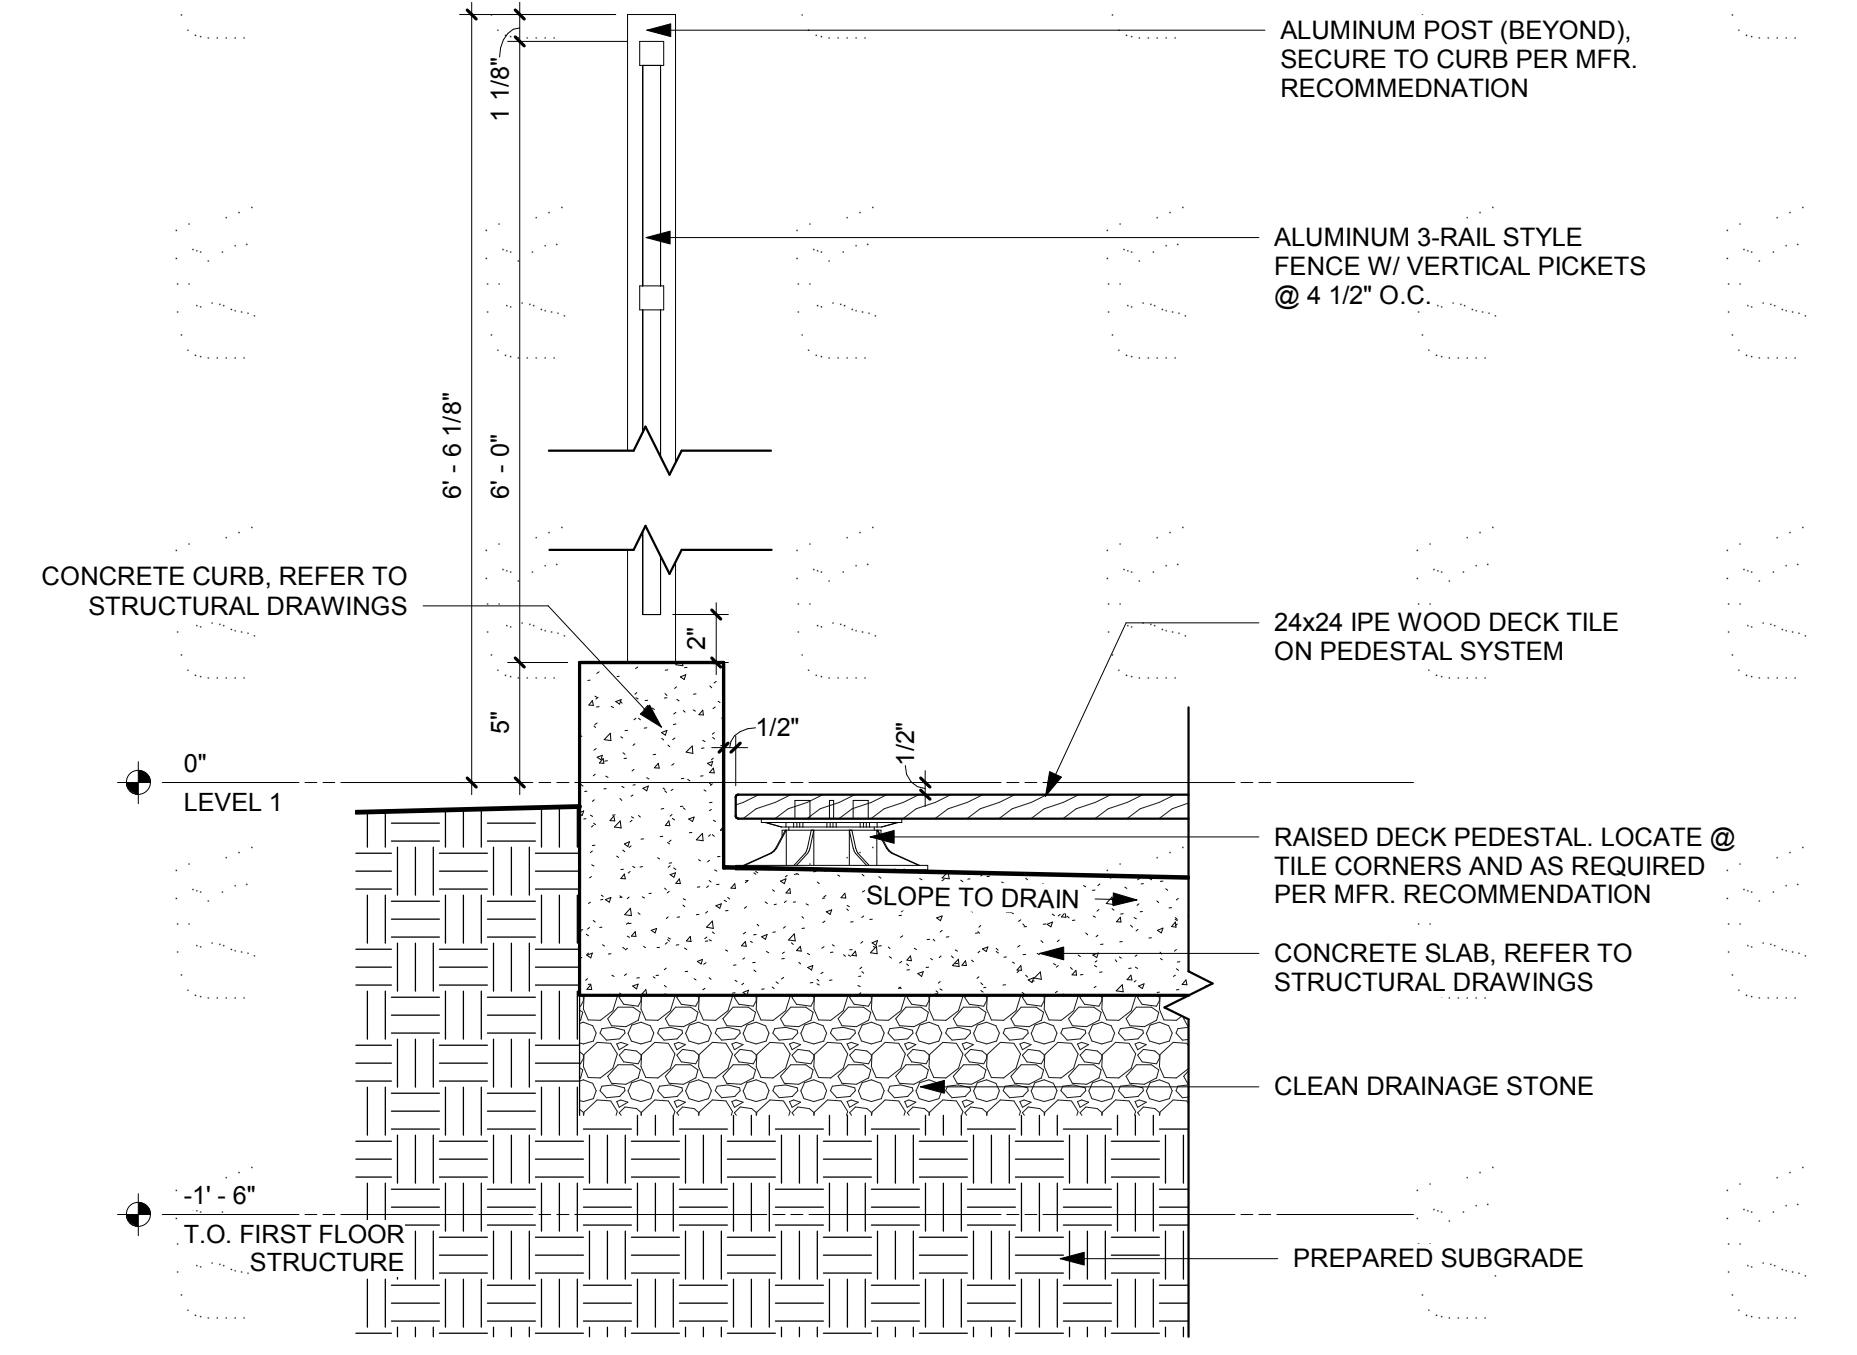 ALUMINUM POST (BEYOND),
SECURE TO CURB PER MFR.
RECOMMEDNATION
1 1/8"
ALUMINUM 3-RAIL STYLE
FENCE W/ VERTICAL PICKETS
@ 4 1/2" O.C.
6' - 6 1/8"
6' - 0"
CONCRETE CURB, REFER TO
STRUCTURAL DRAWINGS
2"
24x24 IPE WOOD DECK TILE
ON PEDESTAL SYSTEM
5"
1/2"
1/2"
0"
LEVEL 1
RAISED DECK PEDESTAL. LOCATE @
TILE CORNERS AND AS REQUIRED
PER MFR. RECOMMENDATION
SLOPE TO DRAIN
CONCRETE SLAB, REFER TO
STRUCTURAL DRAWINGS
CLEAN DRAINAGE STONE
-1' - 6"
T.O. FIRST FLOOR
STRUCTURE
PREPARED SUBGRADE